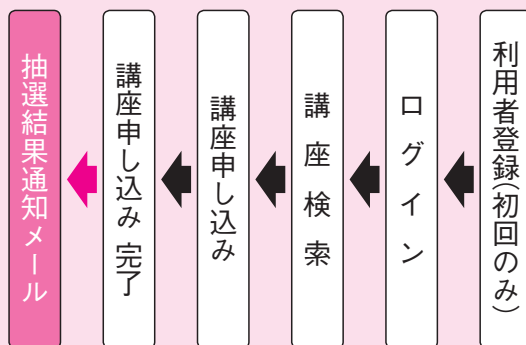 利用者登録(初回のみ)
ログイン
講座検索
講座申し込み
講座申し込み完了
抽選結果通知メール